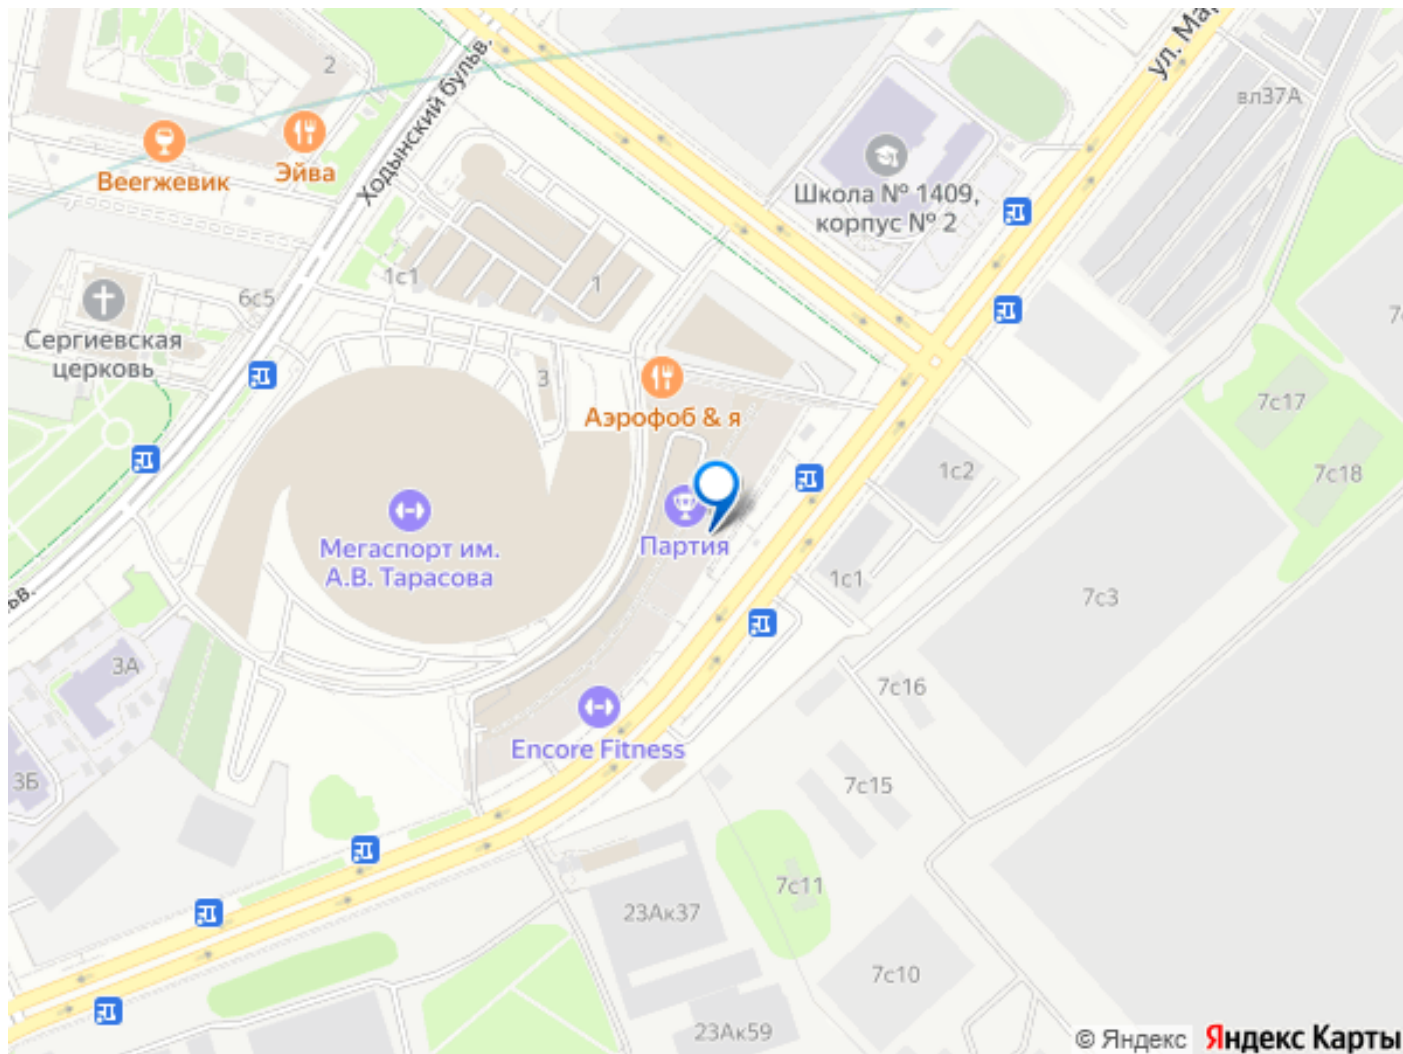 ул. Мар
2
вл37А
Ходынский бульв.
Эйва
Beerжевик
Школа № 1409,
корпус № 2
1с1
1
6с5
Сергиевская
церковь
7с17
3
Аэрофоб & я
1с2
7с18
Мегаспорт им.
А.В. Тарасова
Партия
1с1
7с3
3А
7с16
Encore Fitness
3Б
7с15
7с11
23Ак37
7с10
23Ак59
© Яндекс Яндекс Карты